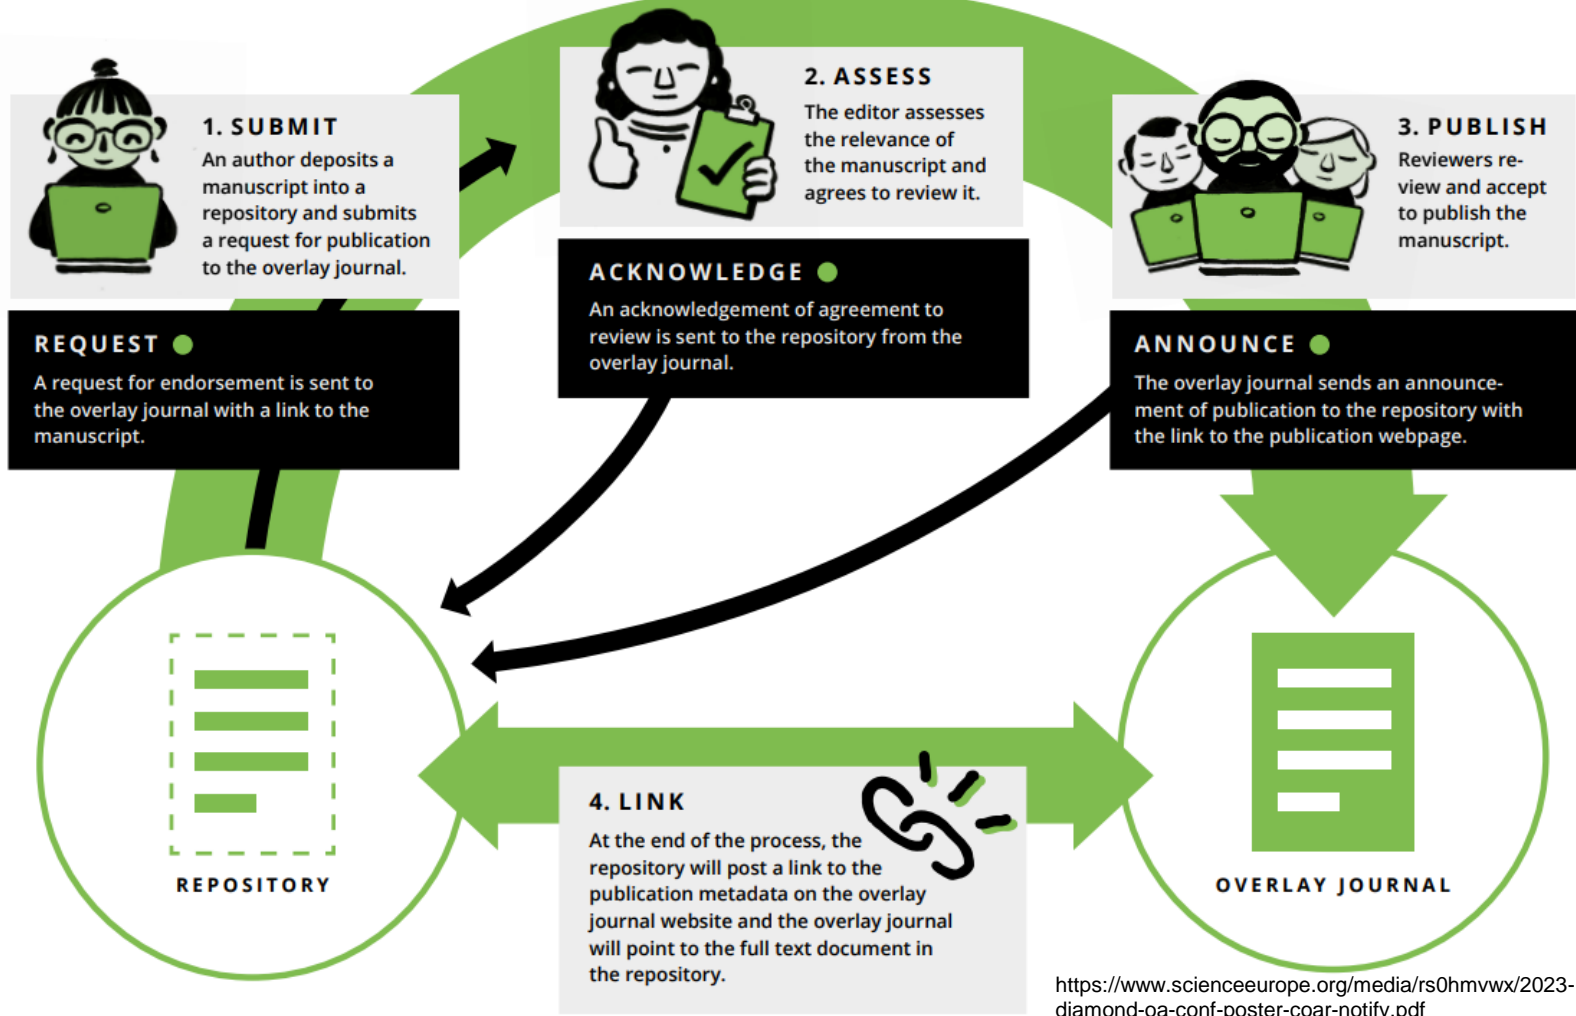 1. SUBMIT
An author deposits a
manuscript into a
repository and submits
a request for publication
to the overlay journal.
REQUEST
A request for endorsement is sent to
the overlay journal with a link to the
manuscript.
2. ASSESS
The editor assesses
the relevance of
the manuscript and
agrees to review it.
ACKNOWLEDGE
An acknowledgement of agreement to
review is sent to the repository from the
overlay journal.
3. PUBLISH
Reviewers re-
view and accept
to publish the
manuscript.
ANNOUNCE
The overlay journal sends an announce-
ment of publication to the repository with
the link to the publication webpage.
REPOSITORY
4. LINK
At the end of the process, the
repository will post a link to the
publication metadata on the overlay
journal website and the overlay journal
will point to the full text document in
the repository.
OVERLAY JOURNAL
https://www.scienceeurope.org/media/rs0hmvwx/2023-
diamond-oa-conf-poster-coar-notify.pdf